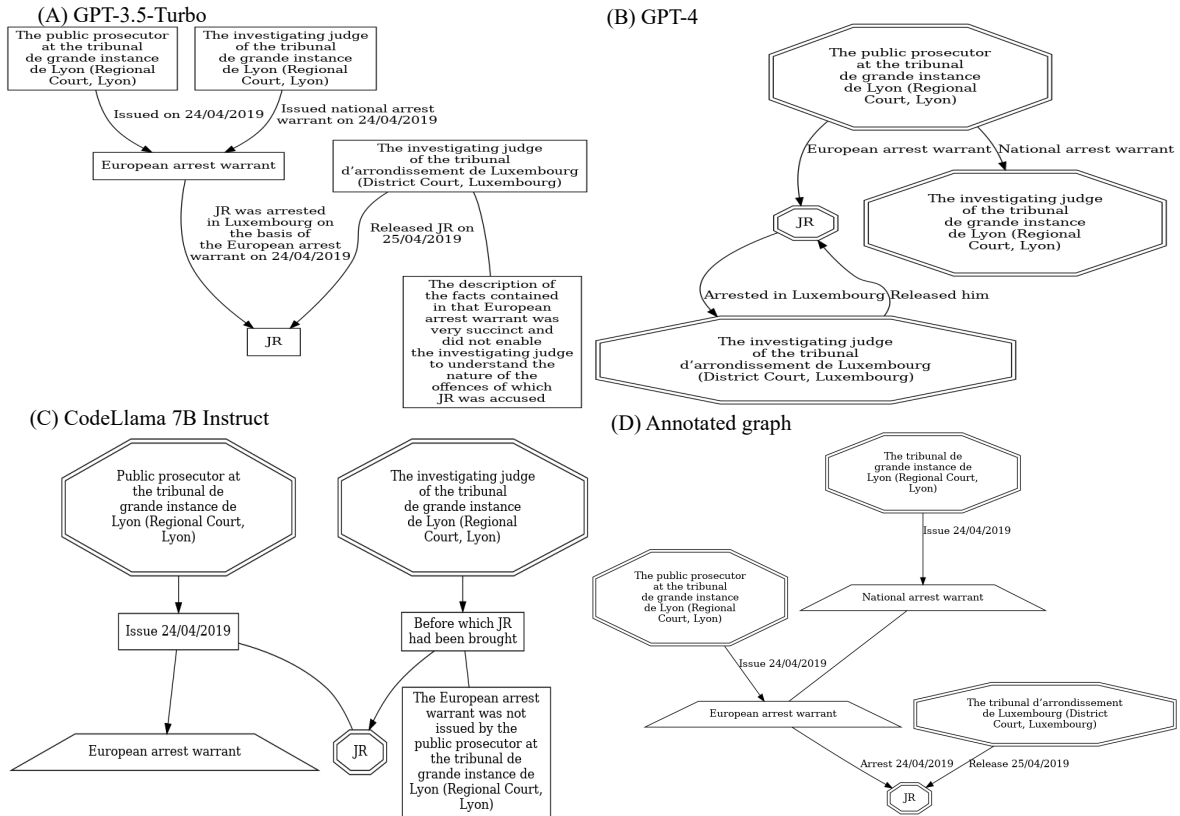 (A) GPT-3.5-Turbo
The public prosecutor
at the tribunal
de grande instance
de Lyon (Regional
Court, Lyon)
The investigating judge
of the tribunal
de grande instance
de Lyon (Regional
Court, Lyon)
Issued on 24/04/2019
Issued national arrest
warrant on 24/04/2019
European arrest warrant
The investigating judge
of the tribunal
d'arrondissement de Luxembourg
(District Court, Luxembourg)
JR was arrested
in Luxembourg on
the basis of
the European arrest
warrant on 24/04/2019
Released JR on
25/04/2019
The description of
the facts contained
in that European
arrest warrant was
very succinct and
did not enable
the investigating judge
to understand the
nature of the
offences of which
JR was accused
JR
(B) GPT-4
The public prosecutor
at the tribunal
de grande instance
de Lyon (Regional
Court, Lyon)
European arrest warrant
National arrest warrant
The investigating judge
of the tribunal
de grande instance
de Lyon (Regional
Court, Lyon)
JR
Arrested in Luxembourg
Released him
The investigating judge
of the tribunal
d'arrondissement de Luxembourg
(District Court, Luxembourg)
(C) CodeLlama 7B Instruct
Public prosecutor at
the tribunal de
grande instance de
Lyon (Regional Court,
Lyon)
The investigating judge
of the tribunal
de grande instance
de Lyon (Regional
Court, Lyon)
Issue 24/04/2019
Before which JR
had been brought
European arrest warrant
JR
The European arrest
warrant was not
issued by the
public prosecutor at
the tribunal de
grande instance de
Lyon (Regional Court,
Lyon)
(D) Annotated graph
The tribunal de
grande instance de
Lyon (Regional Court,
Lyon)
Issue 24/04/2019
The public prosecutor
at the tribunal
de grande instance
de Lyon (Regional
Court, Lyon)
National arrest warrant
Issue 24/04/2019
European arrest warrant
The tribunal d'arrondissement
de Luxembourg (District
Court, Luxembourg)
Arrest 24/04/2019
Release 25/04/2019
JR